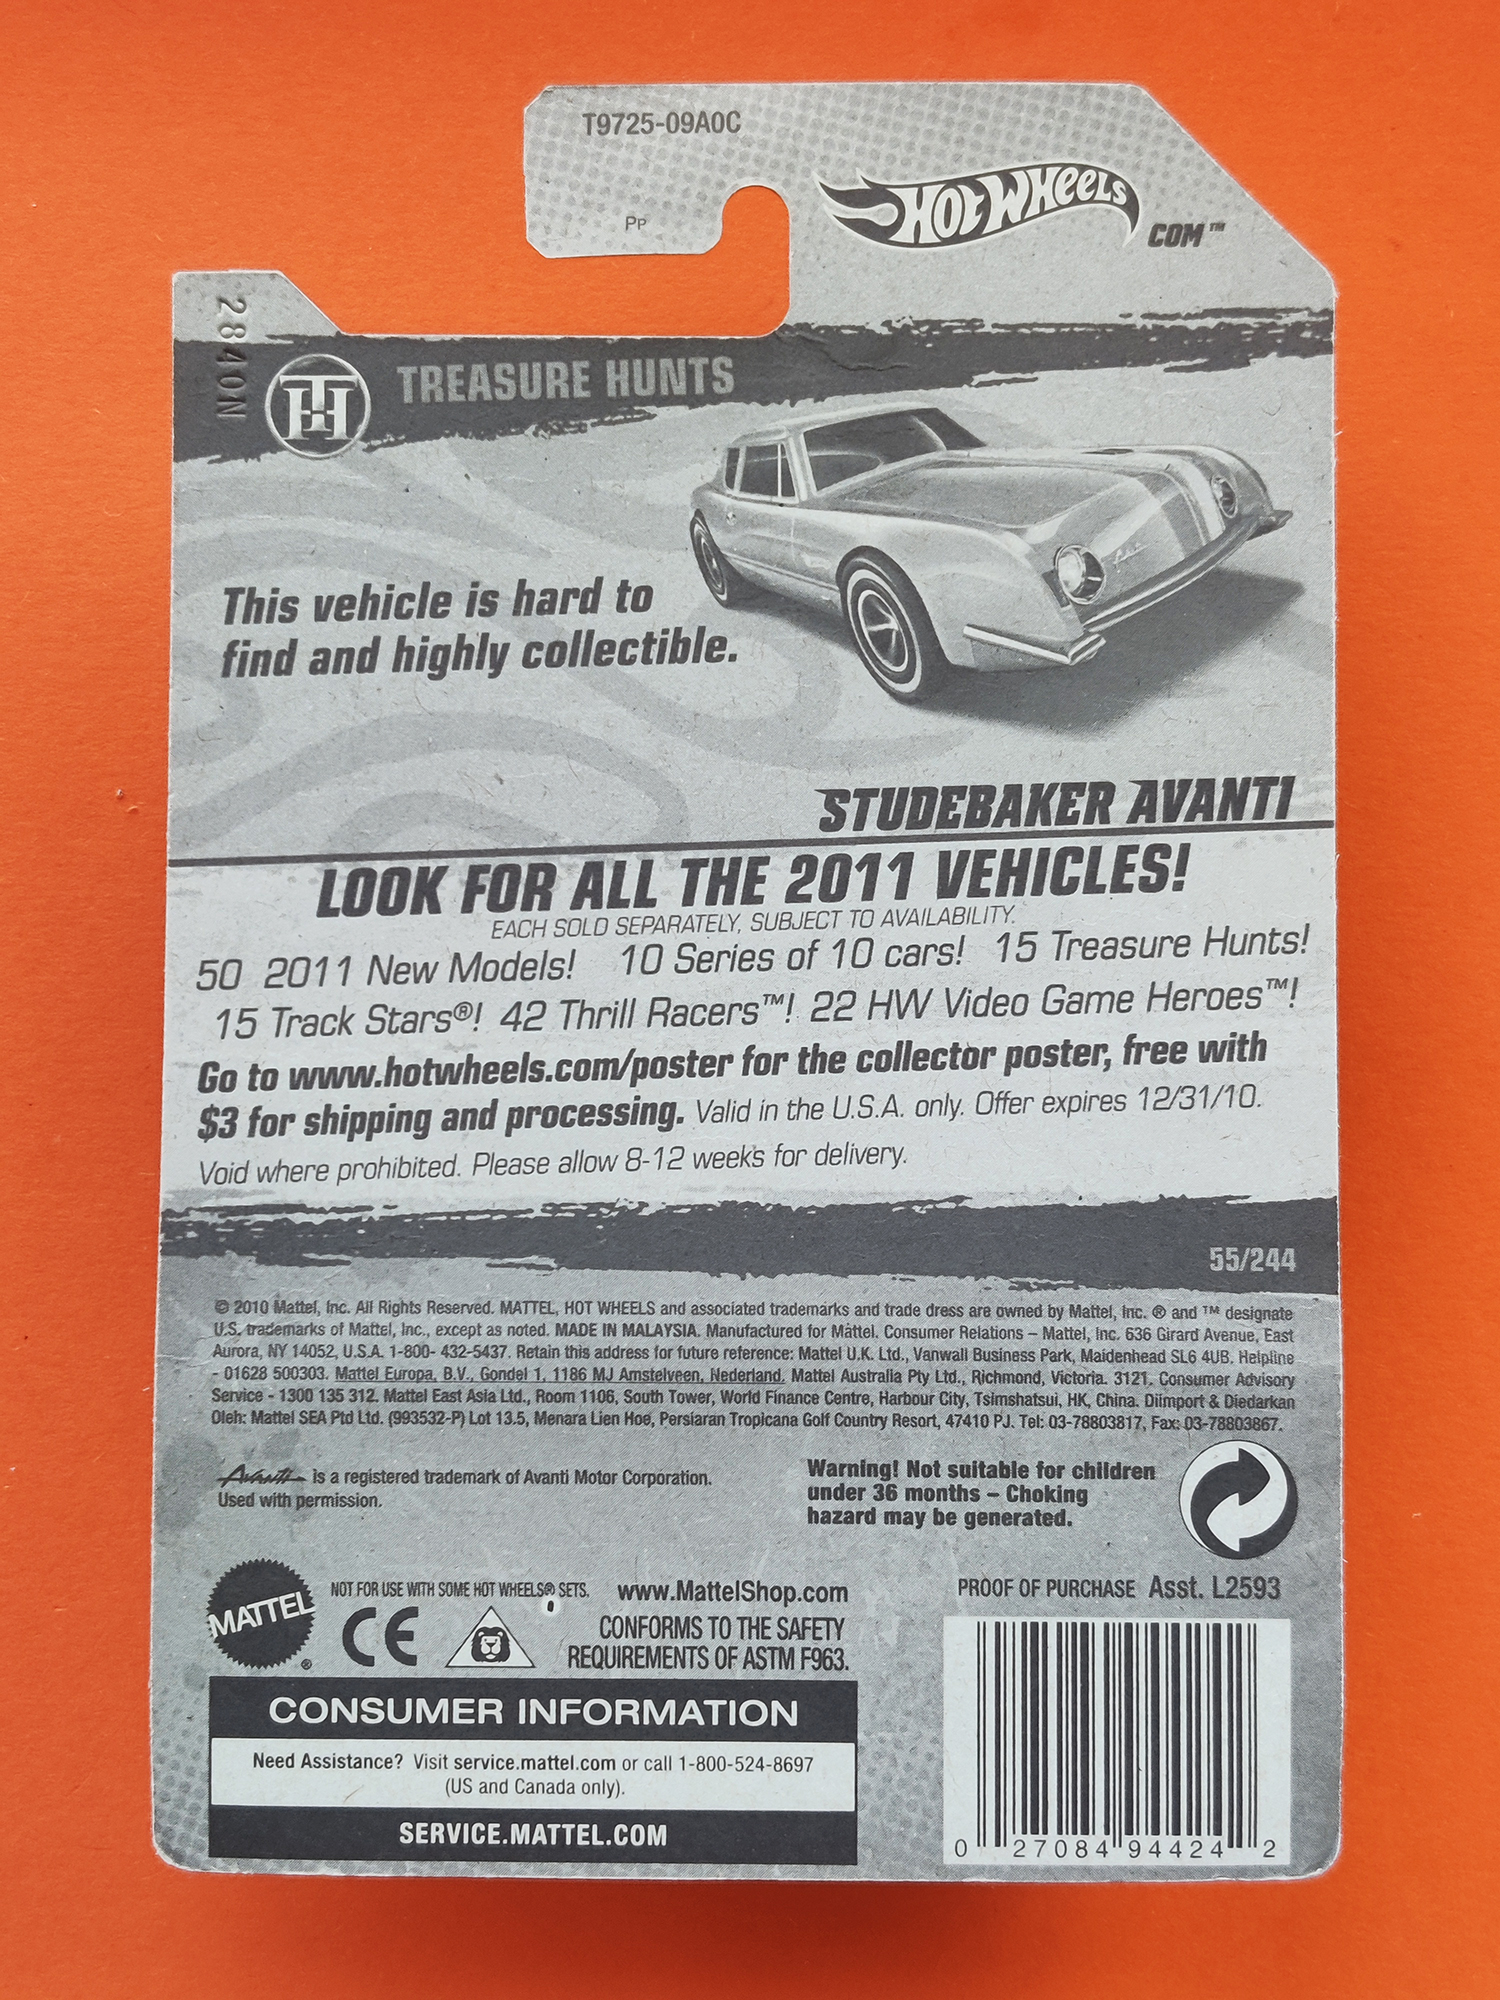 T9725-09A0C
PP
HOT WHEELS
COM™
2840N
TH
TREASURE HUNTS
This vehicle is hard to
find and highly collectible.
STUDEBAKER AVANTI
LOOK FOR ALL THE 2011 VEHICLES!
EACH SOLD SEPARATELY, SUBJECT TO AVAILABILITY.
50 2011 New Models! 10 Series of 10 cars! 15 Treasure Hunts!
15 Track Stars®! 42 Thrill Racers™! 22 HW Video Game Heroes™!
Go to www.hotwheels.com/poster for the collector poster, free with
$3 for shipping and processing. Valid in the U.S.A. only. Offer expires 12/31/10.
Void where prohibited. Please allow 8-12 weeks for delivery.
55/244
© 2010 Mattel, Inc. All Rights Reserved. MATTEL, HOT WHEELS and associated trademarks and trade dress are owned by Mattel, Inc. ® and ™ designate
U.S. trademarks of Mattel, Inc., except as noted. MADE IN MALAYSIA. Manufactured for Mattel. Consumer Relations – Mattel, Inc. 636 Girard Avenue, East
Aurora, NY 14052, U.S.A. 1-800- 432-5437. Retain this address for future reference: Mattel U.K. Ltd., Vanwall Business Park, Maidenhead SL6 4UB. Helpline
- 01628 500303. Mattel Europa, B.V., Gondel 1, 1186 MJ Amstelveen, Nederland. Mattel Australia Pty Ltd., Richmond, Victoria. 3121. Consumer Advisory
Service - 1300 135 312. Mattel East Asia Ltd., Room 1106, South Tower, World Finance Centre, Harbour City, Tsimshatsui, HK, China. Diimport & Diedarkan
Oleh: Mattel SEA Ptd Ltd. (993532-P) Lot 13.5, Menara Lien Hoe, Persiaran Tropicana Golf Country Resort, 47410 PJ. Tel: 03-78803817, Fax: 03-78803867.
Avanti is a registered trademark of Avanti Motor Corporation.
Used with permission.
Warning! Not suitable for children
under 36 months – Choking
hazard may be generated.
MATTEL®
NOT FOR USE WITH SOME HOT WHEELS® SETS.
www.MattelShop.com
CE
CONFORMS TO THE SAFETY
REQUIREMENTS OF ASTM F963.
PROOF OF PURCHASE Asst. L2593
CONSUMER INFORMATION
Need Assistance? Visit service.mattel.com or call 1-800-524-8697
(US and Canada only).
SERVICE.MATTEL.COM
0 27084 94424 2